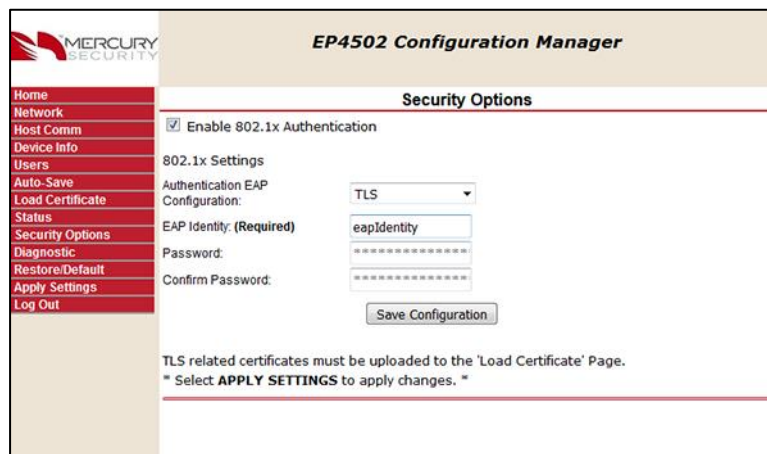 MERCURY
SECURITY
EP4502 Configuration Manager
Home
Network
Host Comm
Device Info
Users
Auto-Save
Load Certificate
Status
Security Options
Diagnostic
Restore/Default
Apply Settings
Log Out
Security Options
Enable 802.1x Authentication
802.1x Settings
Authentication EAP
Configuration:
TLS
EAP Identity: (Required)
eapIdentity
Password:
**************
Confirm Password:
**************
Save Configuration
TLS related certificates must be uploaded to the 'Load Certificate' Page.
* Select APPLY SETTINGS to apply changes. *